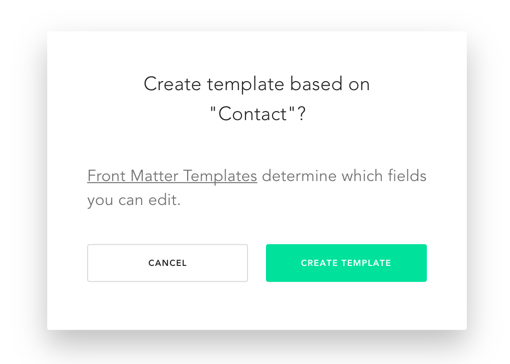 Create template based on
"Contact"?
Front Matter Templates determine which fields
you can edit.
CANCEL
CREATE TEMPLATE